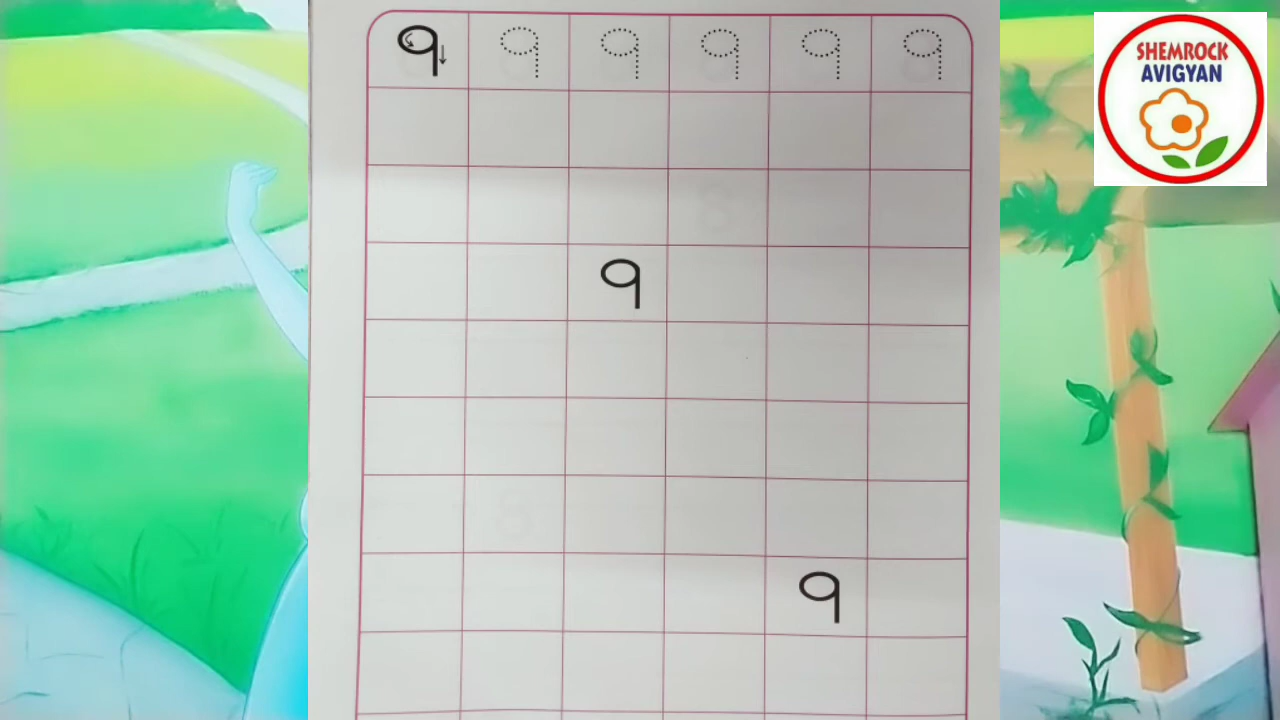 9 9 9 9 9 9
SHEMROCK
AVIGYAN
9
9